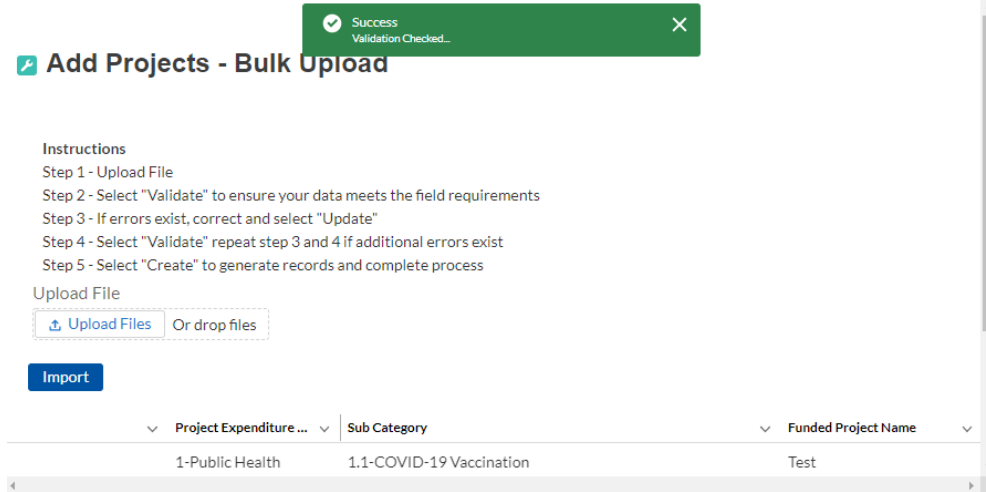 Success
Validation Checked...
Add Projects - Bulk Upload
Instructions
Step 1 - Upload File
Step 2 - Select "Validate" to ensure your data meets the field requirements
Step 3 - If errors exist, correct and select "Update"
Step 4 - Select "Validate" repeat step 3 and 4 if additional errors exist
Step 5 - Select "Create" to generate records and complete process
Upload File
Upload Files Or drop files
Import
Project Expenditure ... Sub Category Funded Project Name
1-Public Health 1.1-COVID-19 Vaccination Test